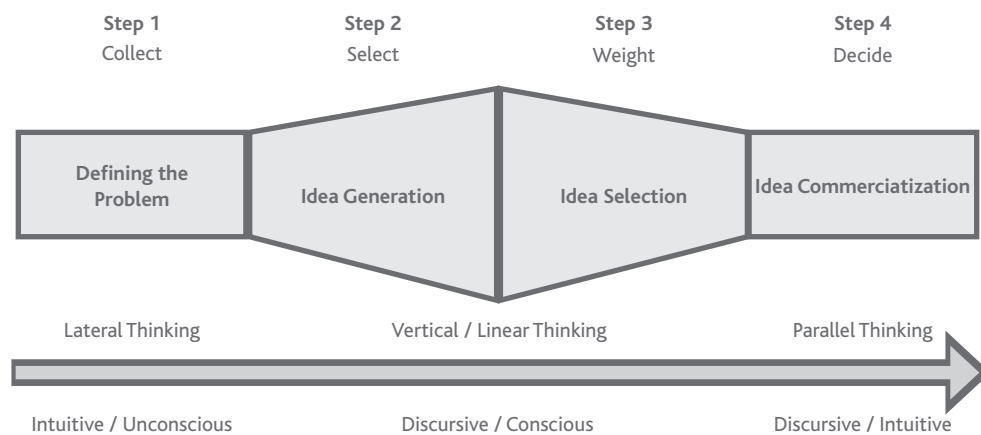 Step 1
Step 2
Step 3
Step 4
Collect
Select
Weight
Decide
Defining the
Problem
Idea Generation
Idea Selection
Idea Commerciatization
Lateral Thinking
Vertical / Linear Thinking
Parallel Thinking
Intuitive / Unconscious
Discursive / Conscious
Discursive / Intuitive